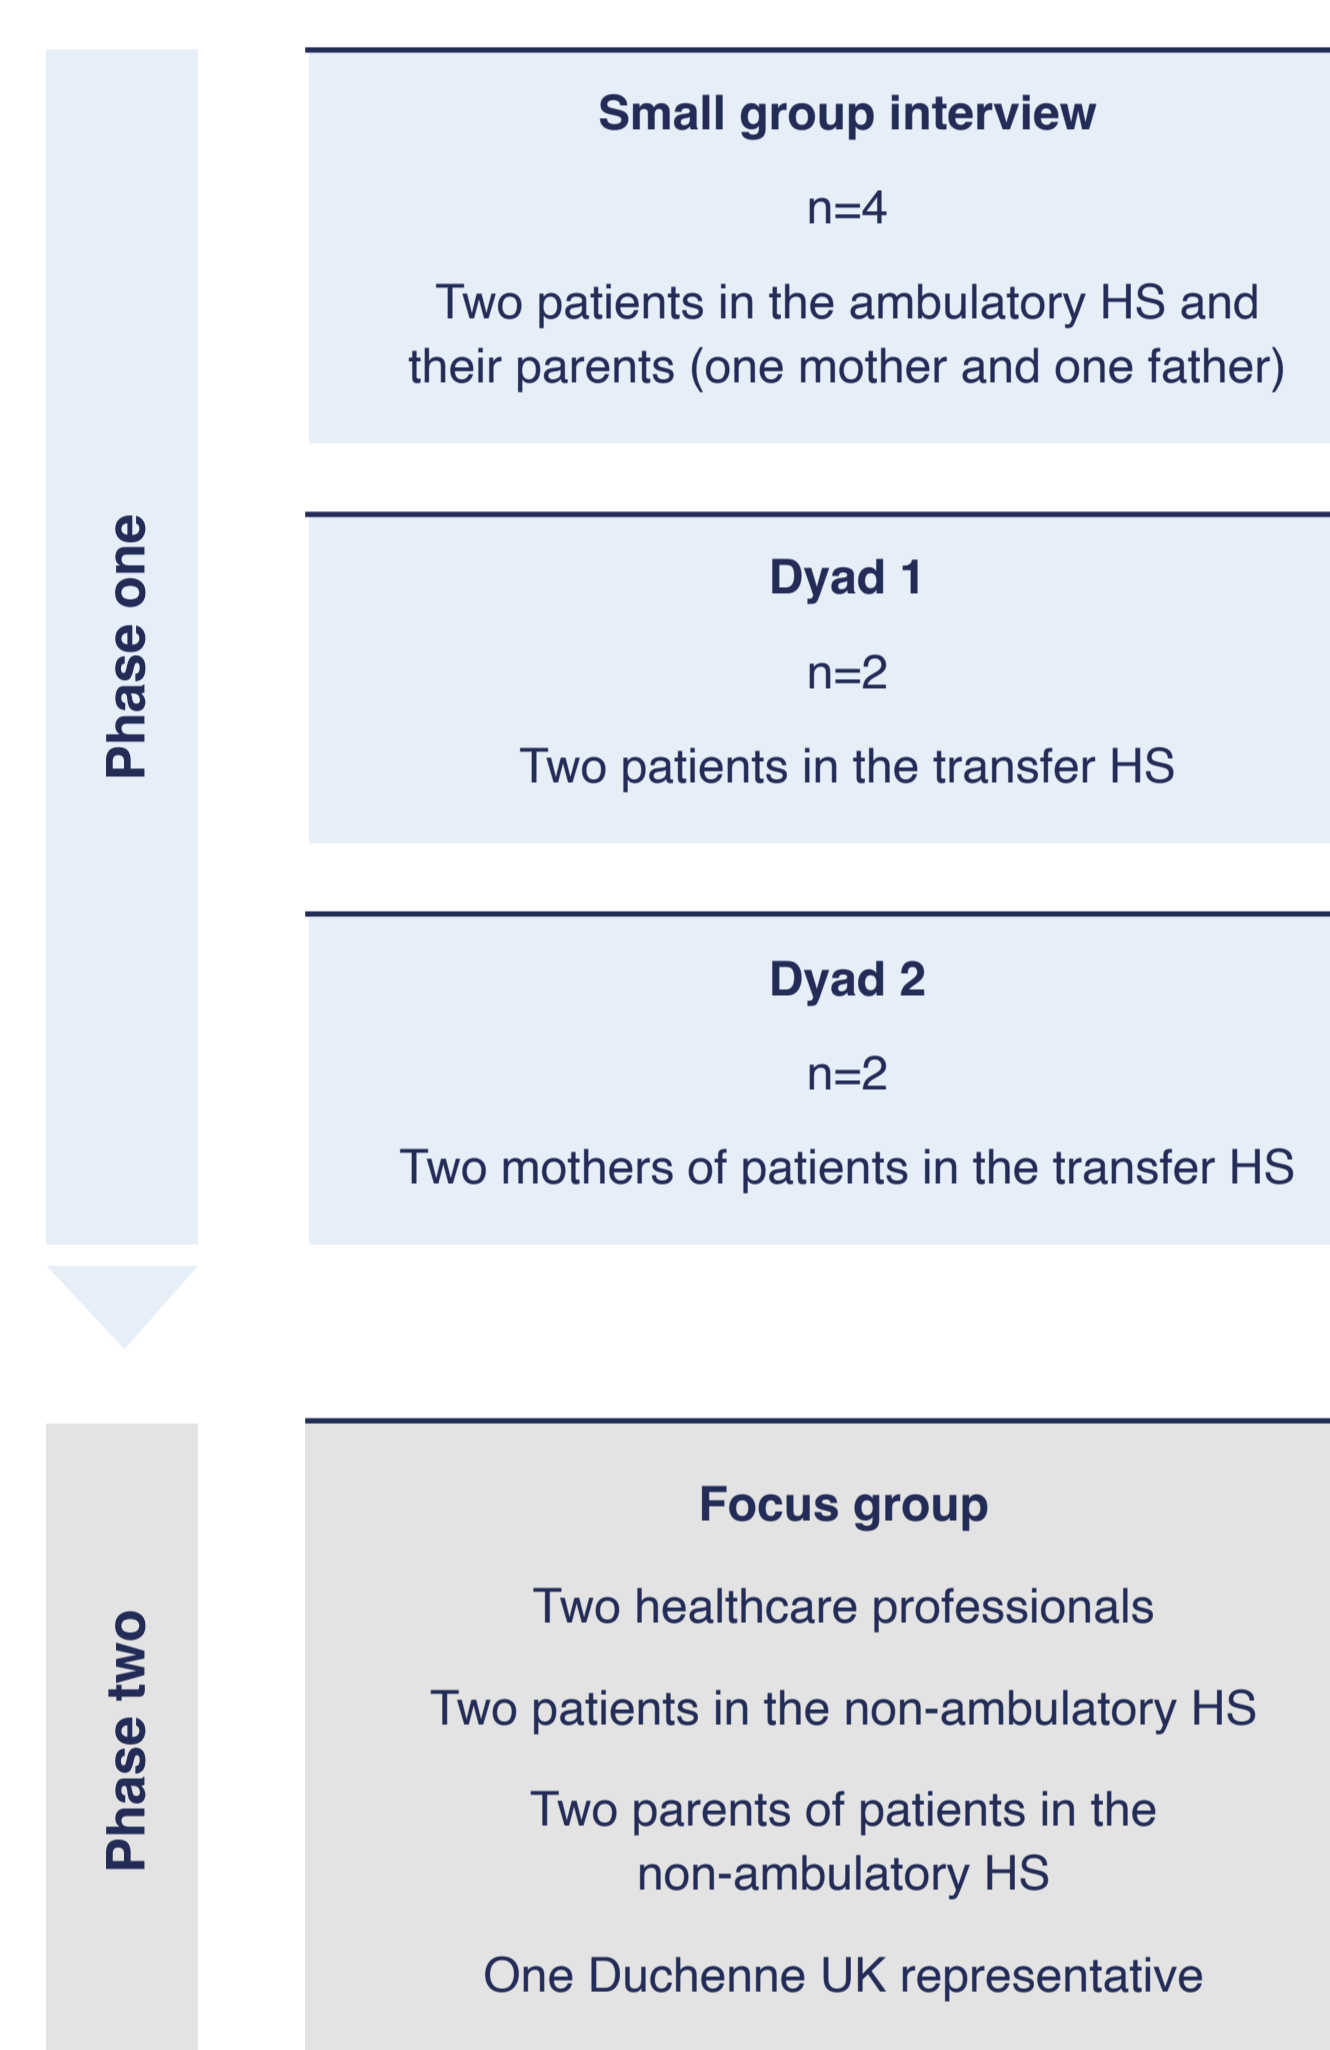 Phase one
Small group interview
n=4
Two patients in the ambulatory HS and
their parents (one mother and one father)
Dyad 1
n=2
Two patients in the transfer HS
Dyad 2
n=2
Two mothers of patients in the transfer HS
Phase two
Focus group
Two healthcare professionals
Two patients in the non-ambulatory HS
Two parents of patients in the
non-ambulatory HS
One Duchenne UK representative